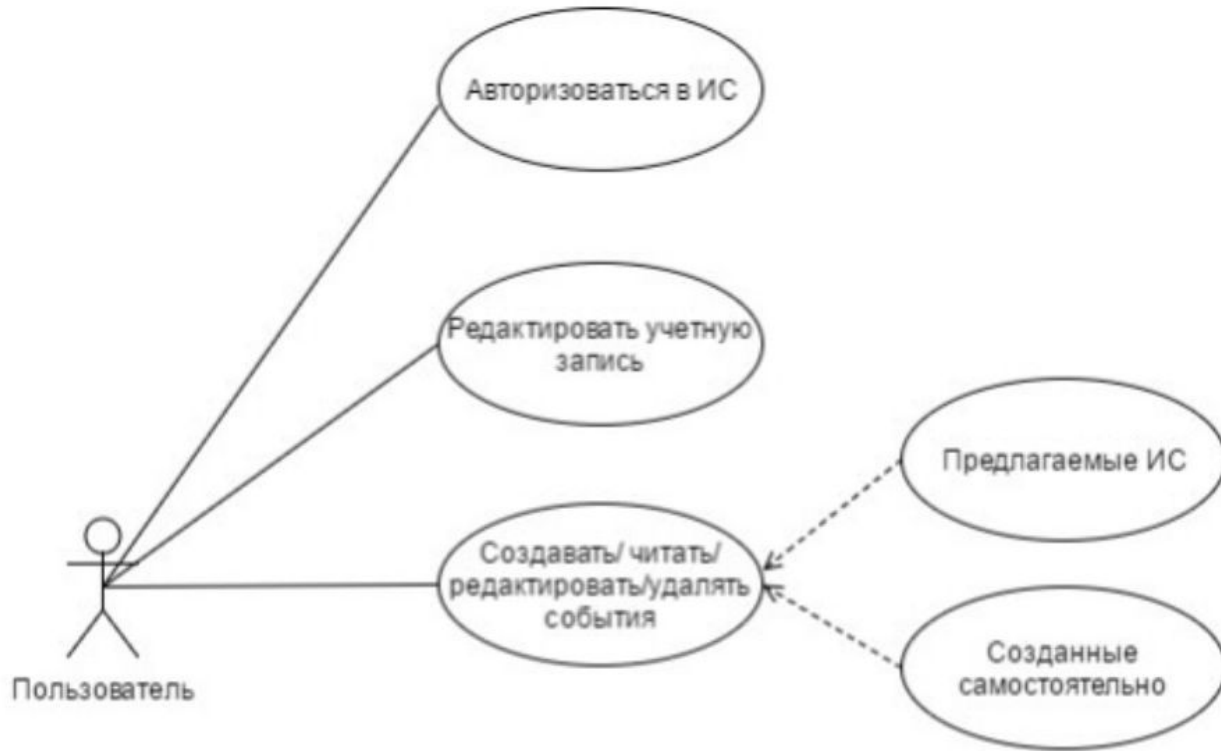 Авторизоваться в ИС
Редактировать учетную
запись
Предлагаемые ИС
Создавать/ читать/
редактировать/удалять
события
Созданные
самостоятельно
Пользователь